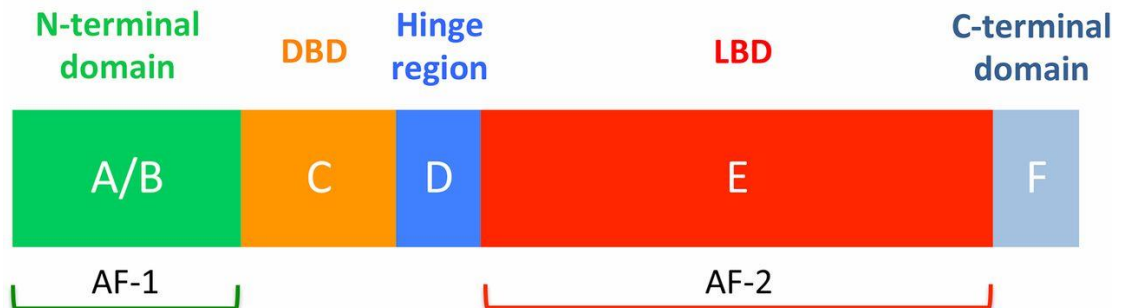 N-terminal
domain
DBD
Hinge
region
LBD
C-terminal
domain
A/B
C
D
E
F
AF-1
AF-2